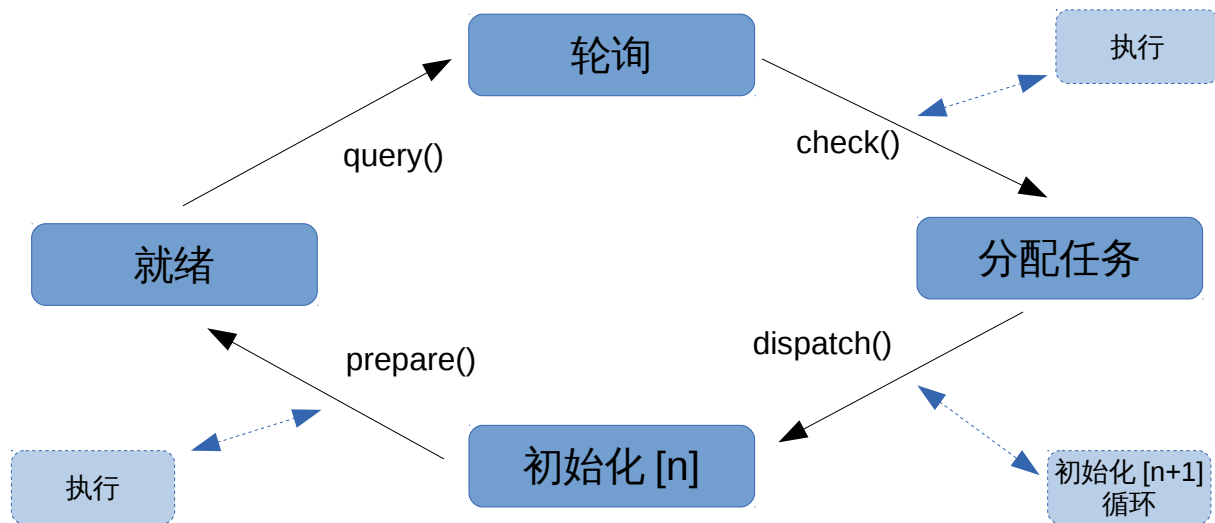 轮询
执行
query()
check()
就绪
分配任务
prepare()
dispatch()
执行
初始化 [n]
初始化 [n+1]
循环